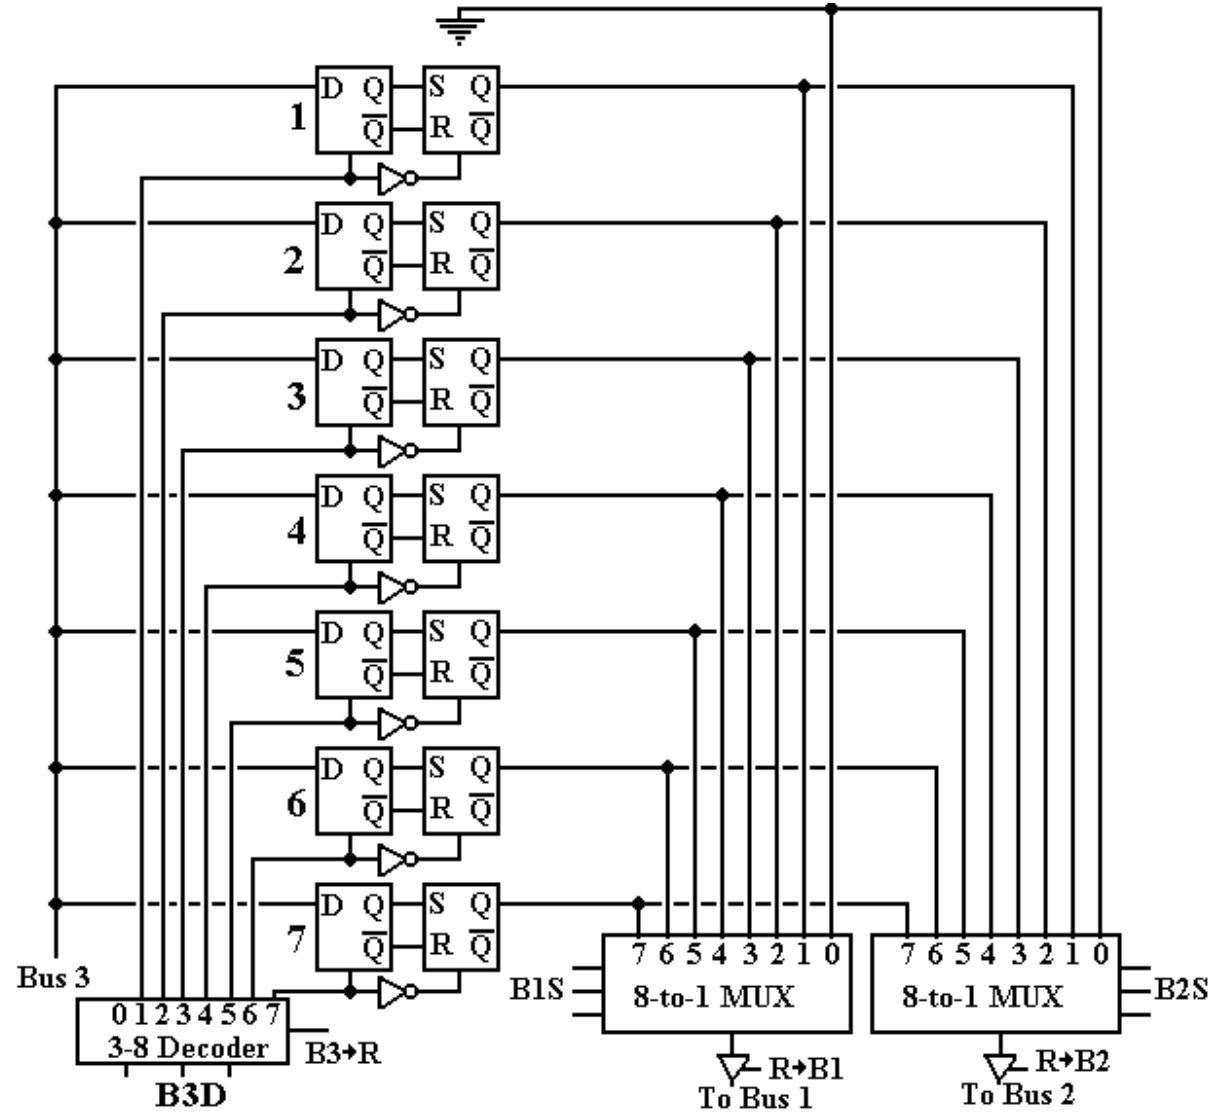 D Q S Q
1 Q R Q
D Q S Q
2 Q R Q
D Q S Q
3 Q R Q
D Q S Q
4 Q R Q
D Q S Q
5 Q R Q
D Q S Q
6 Q R Q
D Q S Q
7 Q R Q
7 6 5 4 3 2 1 0
8-to-1 MUX
7 6 5 4 3 2 1 0
8-to-1 MUX
Bus 3
B1S
B2S
0 1 2 3 4 5 6 7
3-8 Decoder
B3→R
B3D
R→B1
To Bus 1
R→B2
To Bus 2